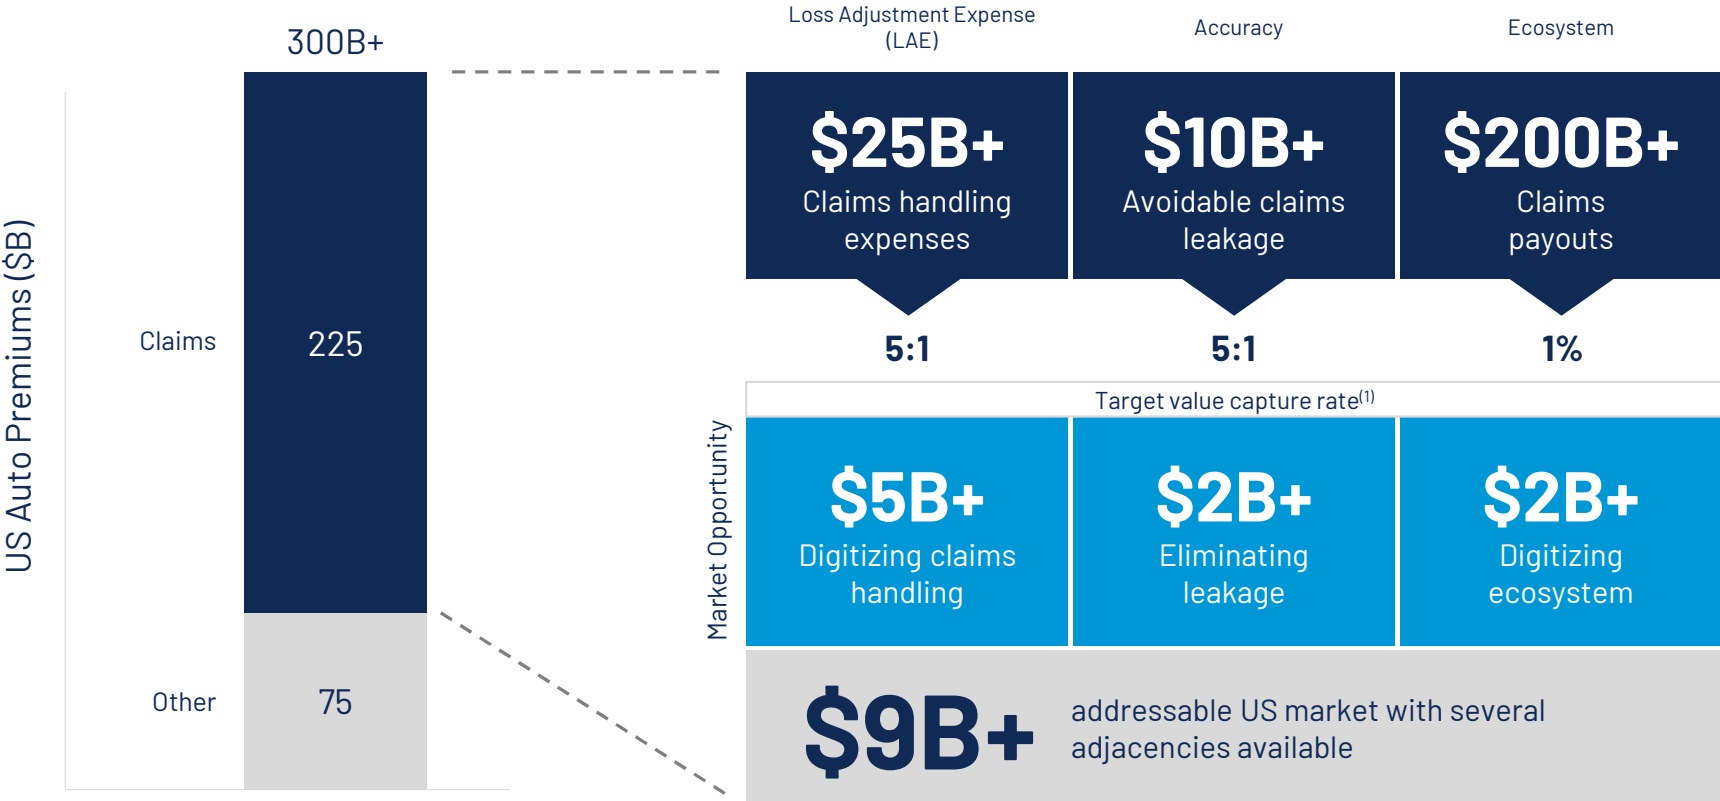 US Auto Premiums ($B)
300B+
Claims
225
Other
75
Loss Adjustment Expense
(LAE)
Accuracy
Ecosystem
$25B+
Claims handling
expenses
$10B+
Avoidable claims
leakage
$200B+
Claims
payouts
5:1
5:1
1%
Target value capture rate(1)
Market Opportunity
$5B+
Digitizing claims
handling
$2B+
Eliminating
leakage
$2B+
Digitizing
ecosystem
$9B+
addressable US market with several
adjacencies available